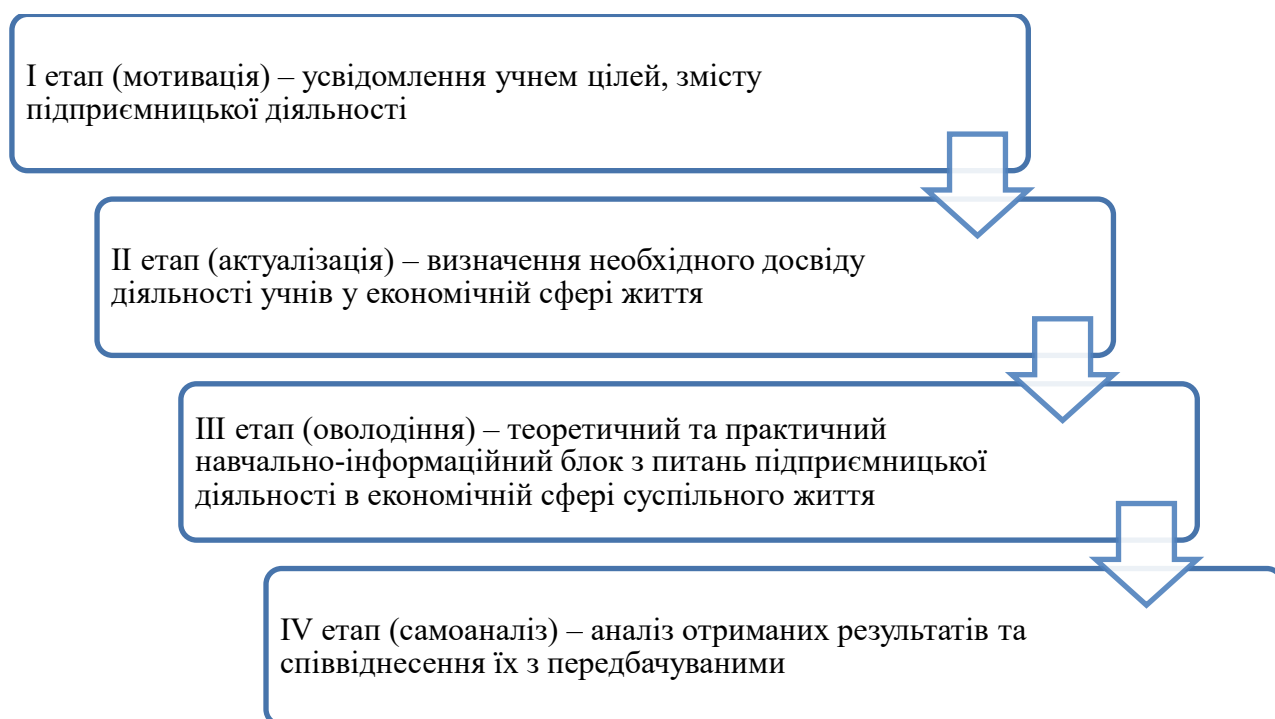 І етап (мотивація) – усвідомлення учнем цілей, змісту
підприємницької діяльності
ІІ етап (актуалізація) – визначення необхідного досвіду
діяльності учнів у економічній сфері життя
ІІІ етап (оволодіння) – теоретичний та практичний
навчально-інформаційний блок з питань підприємницької
діяльності в економічній сфері суспільного життя
IV етап (самоаналіз) – аналіз отриманих результатів та
співвіднесення їх з передбачуваними